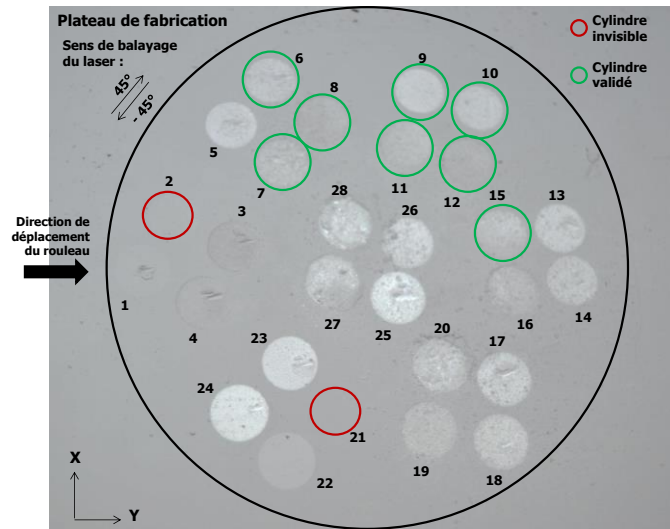 Plateau de fabrication
Sens de balayage
du laser :
45°
- 45°
Cylindre
invisible
Cylindre
validé
6
9
10
8
5
7
11
12
2
28
26
15
13
3
Direction de
déplacement
du rouleau
1
4
27
25
16
14
23
20
17
24
21
22
19
18
X
Y